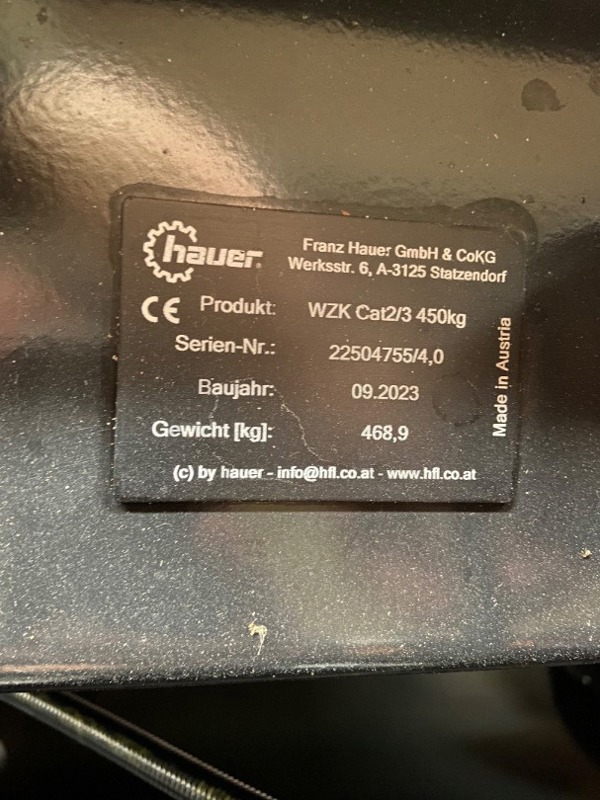 hauer®
Franz Hauer GmbH & CoKG
Werksstr. 6, A-3125 Statzendorf
CE
Produkt: WZK Cat2/3 450kg
Serien-Nr.: 22504755/4,0
Baujahr: 09.2023
Gewicht [kg]: 468,9
Made in Austria
(c) by hauer - info@hfl.co.at - www.hfl.co.at